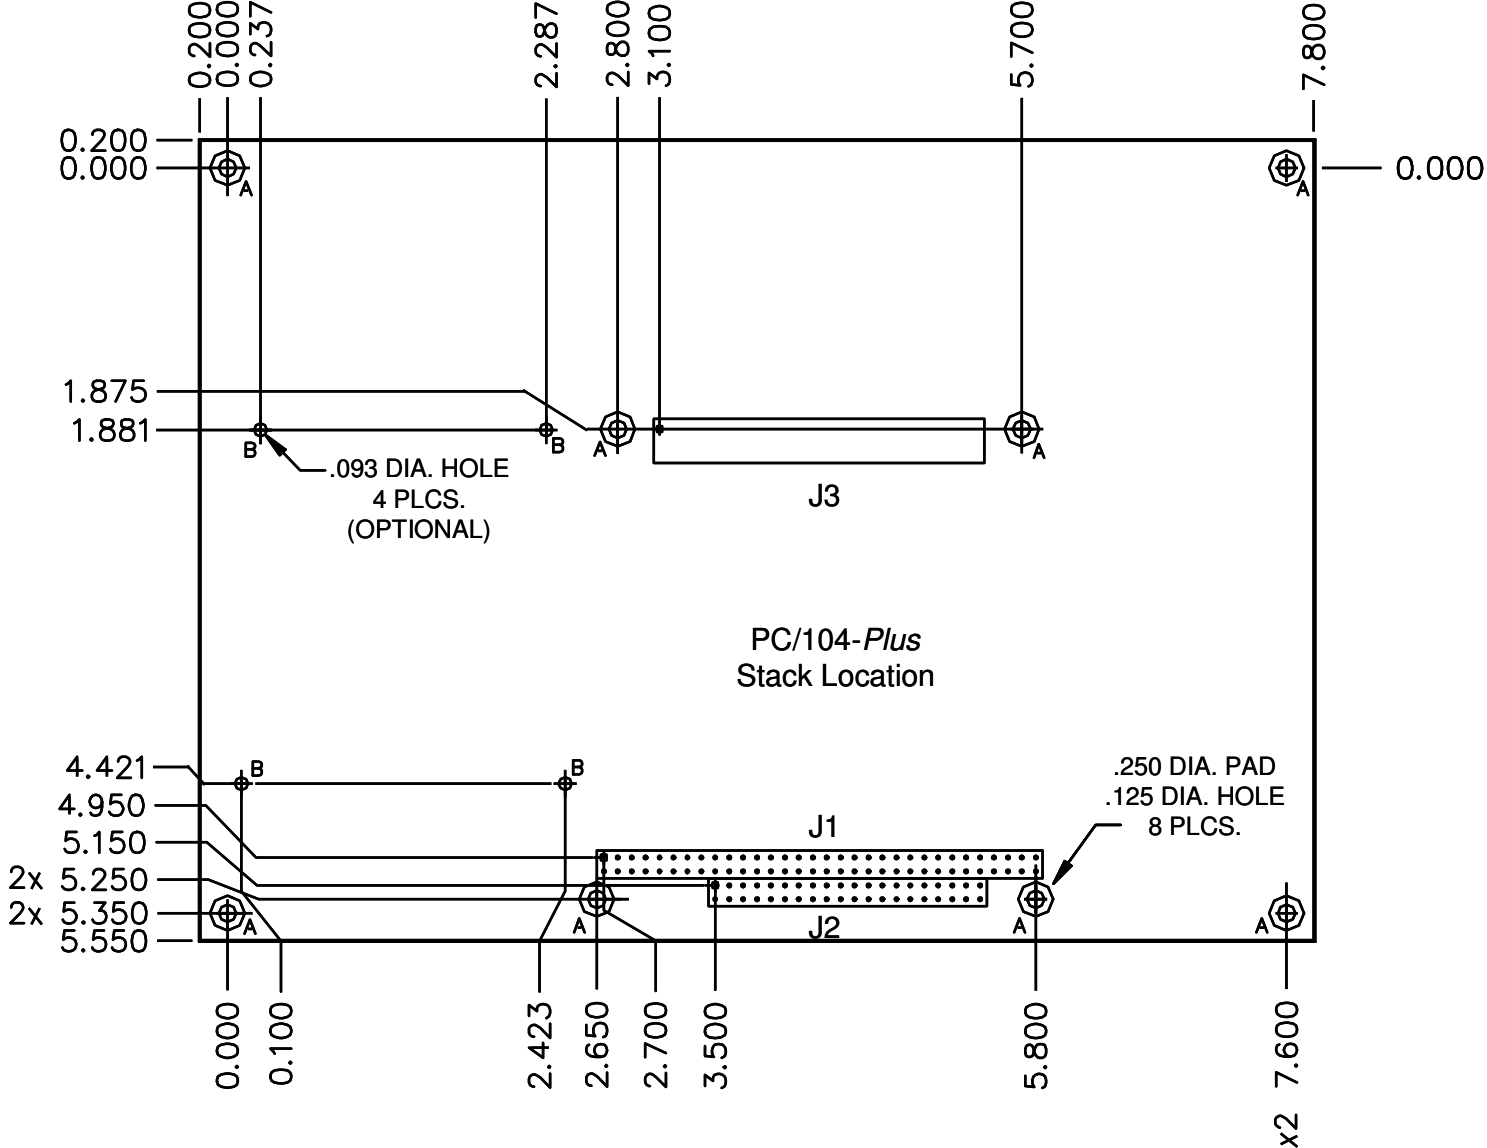 0.200
0.000
0.237
2.287
2.800
3.100
5.700
7.800
0.200
0.000
0.000
A
A
1.875
1.881
B
B
A
A
.093 DIA. HOLE
4 PLCS.
(OPTIONAL)
J3
PC/104-Plus
Stack Location
4.421
B
B
4.950
5.150
2x 5.250
2x 5.350
5.550
.250 DIA. PAD
.125 DIA. HOLE
8 PLCS.
J1
J2
A
A
A
A
0.000
0.100
2.423
2.650
2.700
3.500
5.800
x2 7.600